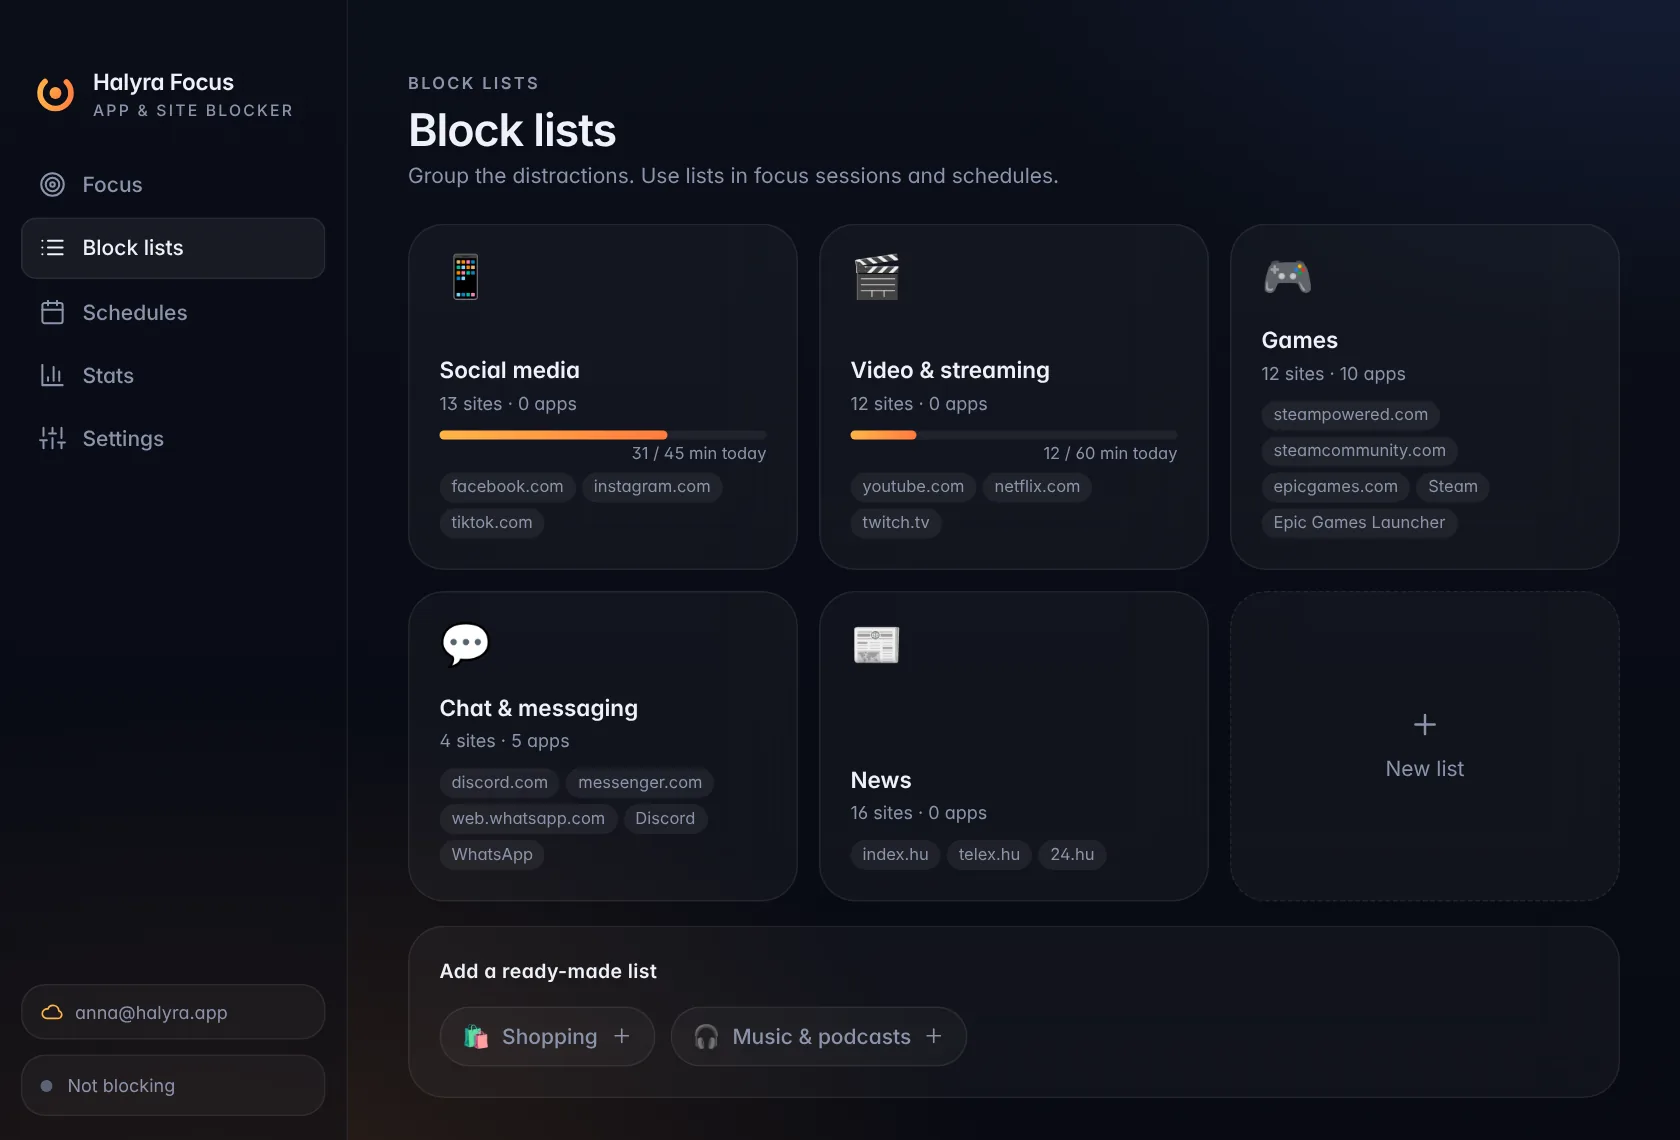 Halyra Focus
APP & SITE BLOCKER
Focus
Block lists
Schedules
Stats
Settings
anna@halyra.app
Not blocking
BLOCK LISTS
Block lists
Group the distractions. Use lists in focus sessions and schedules.
Social media
13 sites · 0 apps
31 / 45 min today
facebook.com instagram.com
tiktok.com
Video & streaming
12 sites · 0 apps
12 / 60 min today
youtube.com netflix.com
twitch.tv
Games
12 sites · 10 apps
steampowered.com
steamcommunity.com
epicgames.com Steam
Epic Games Launcher
Chat & messaging
4 sites · 5 apps
discord.com messenger.com
web.whatsapp.com Discord
WhatsApp
News
16 sites · 0 apps
index.hu telex.hu 24.hu
+
New list
Add a ready-made list
Shopping + Music & podcasts +